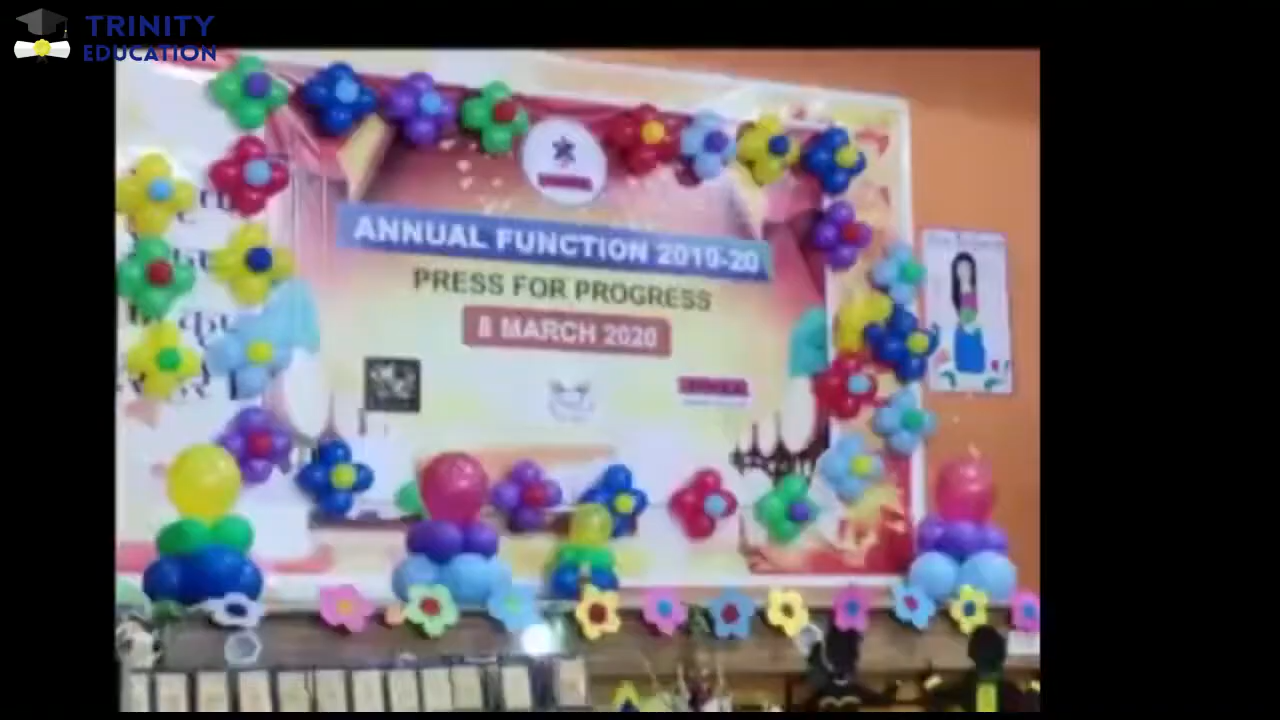 TRINITY
EDUCATION
ANNUAL FUNCTION 2019-20
PRESS FOR PROGRESS
8 MARCH 2020